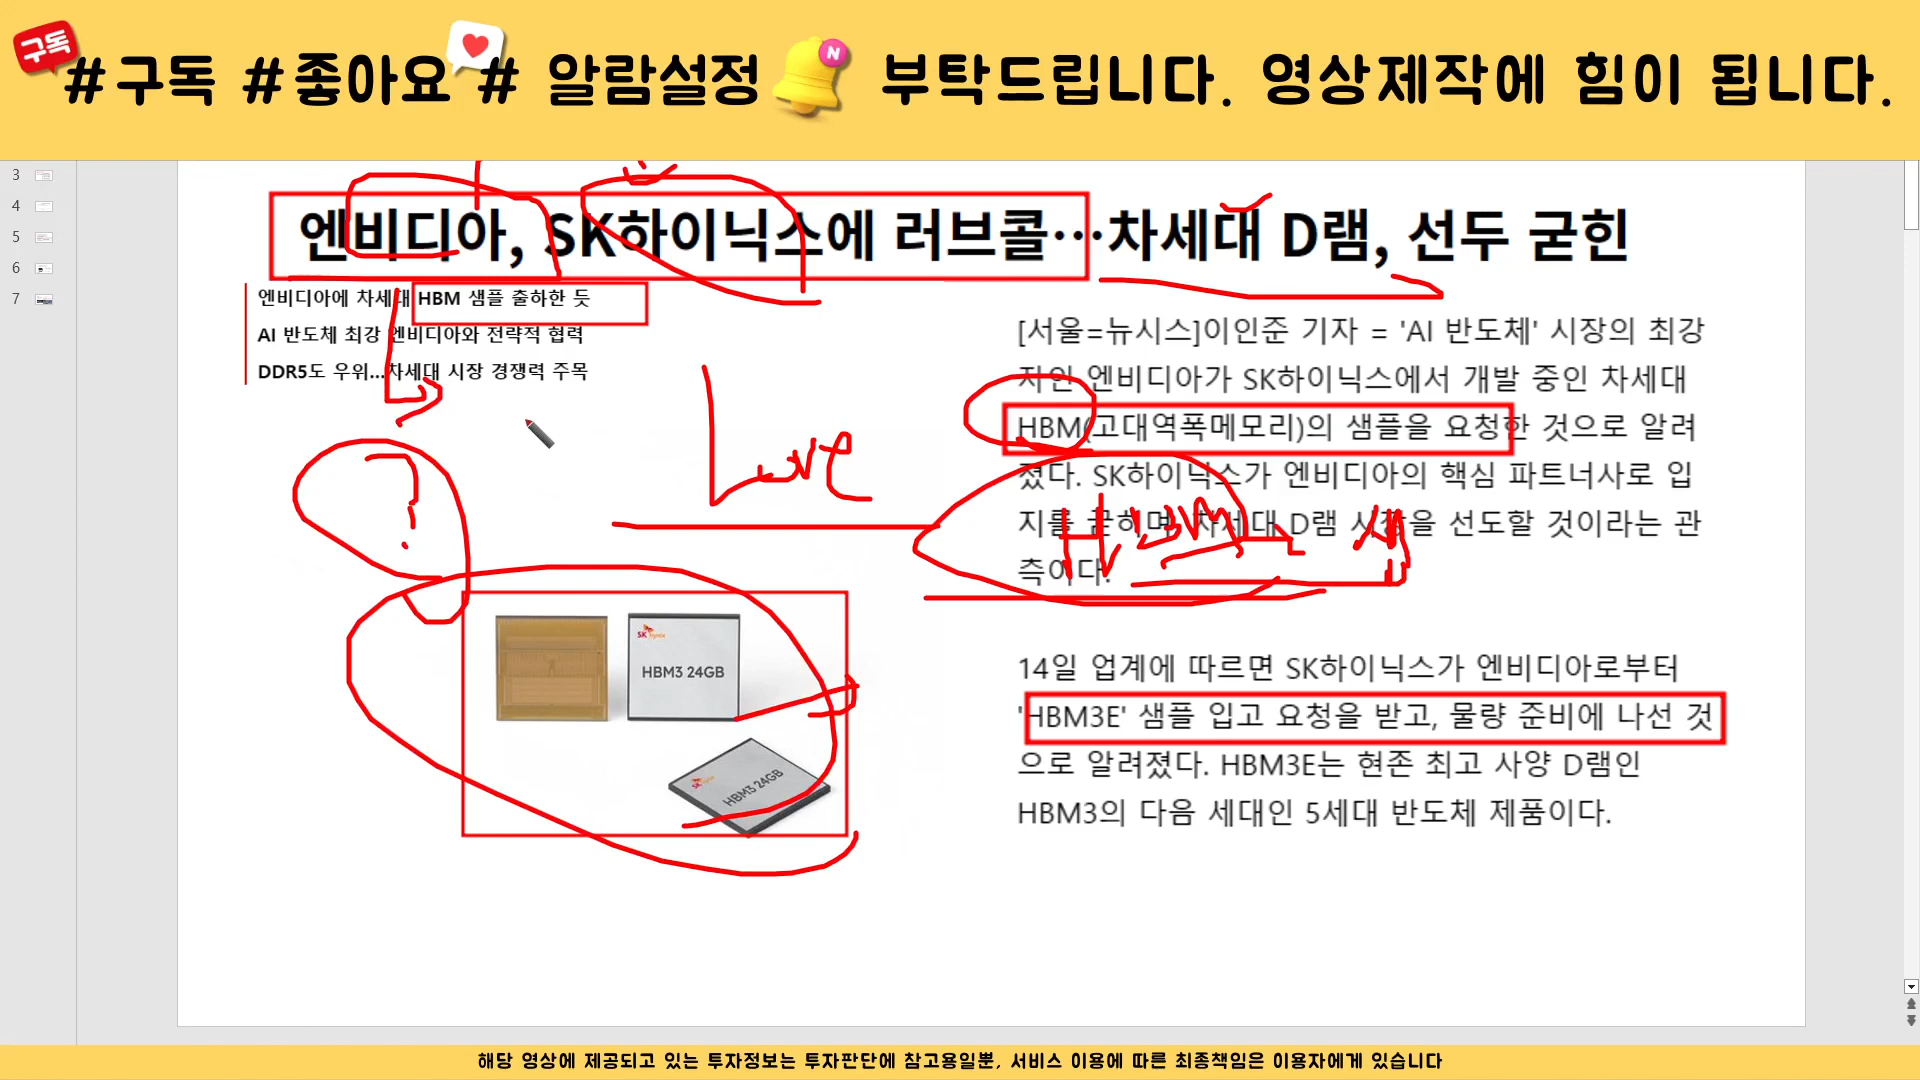 구독
#구독 #좋아요 # 알람설정 N 부탁드립니다. 영상제작에 힘이 됩니다.
3
4
5
6
7
엔비디아, SK하이닉스에 러브콜…차세대 D램, 선두 굳힌
엔비디아에 차세대 HBM 샘플 출하한 듯
AI 반도체 최강 엔비디아와 전략적 협력
DDR5도 우위...차세대 시장 경쟁력 주목
Love
SK hynix
HBM3 24GB
SK hynix
HBM3 24GB
[서울=뉴시스]이인준 기자 = 'AI 반도체' 시장의 최강
자인 엔비디아가 SK하이닉스에서 개발 중인 차세대
HBM(고대역폭메모리)의 샘플을 요청한 것으로 알려
졌다. SK하이닉스가 엔비디아의 핵심 파트너사로 입
지를 굳히며, 차세대 D램 시장을 선도할 것이라는 관
측이다.
HBM
14일 업계에 따르면 SK하이닉스가 엔비디아로부터
'HBM3E' 샘플 입고 요청을 받고, 물량 준비에 나선 것
으로 알려졌다. HBM3E는 현존 최고 사양 D램인
HBM3의 다음 세대인 5세대 반도체 제품이다.
해당 영상에 제공되고 있는 투자정보는 투자판단에 참고용일뿐, 서비스 이용에 따른 최종책임은 이용자에게 있습니다